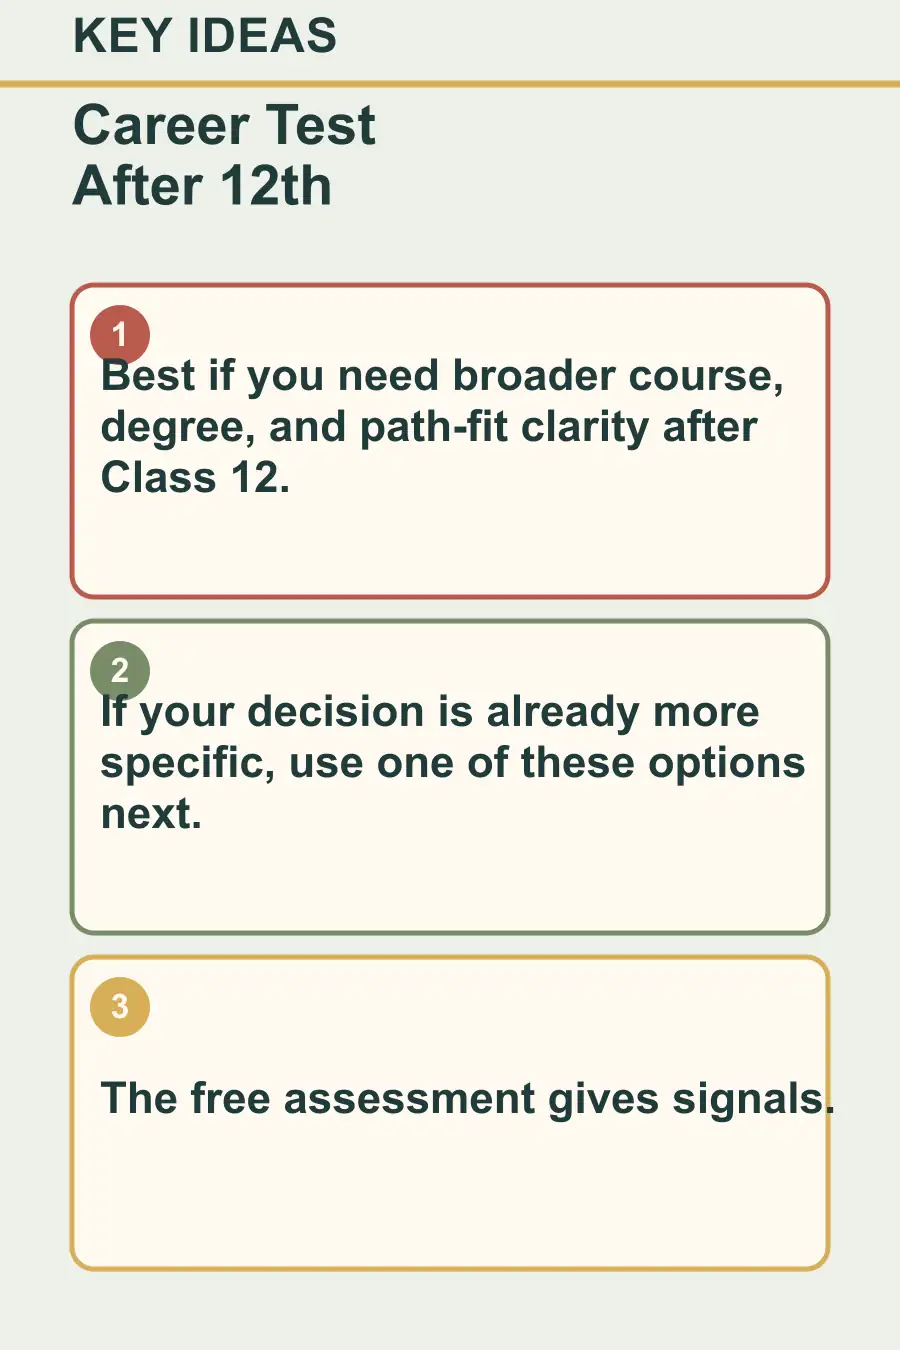 KEY IDEAS
Career Test
After 12th
1
Best if you need broader course,
degree, and path-fit clarity after
Class 12.
2
If your decision is already more
specific, use one of these options
next.
3
The free assessment gives signals.